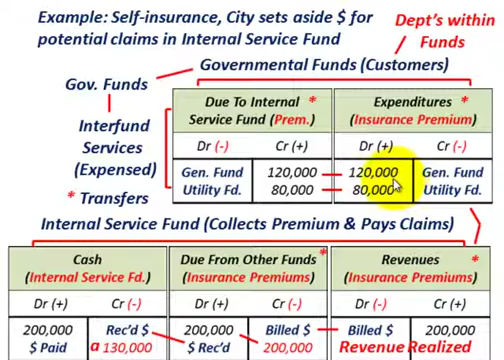 Example: Self-insurance, City sets aside $ for
potential claims in Internal Service Fund
Dept's within
Funds
Governmental Funds (Customers)
Gov. Funds
Interfund
Services
(Expensed)
* Transfers
Due To Internal *
Service Fund (Prem.)
Expenditures *
(Insurance Premium)
Dr (-) Cr (+) Dr (+) Cr (-)
Gen. Fund 120,000 120,000 Gen. Fund
Utility Fd. 80,000 80,000 Utility Fd.
Internal Service Fund (Collects Premium & Pays Claims)
Cash
(Internal Service Fd.)
Due From Other Funds *
(Insurance Premiums)
Revenues *
(Insurance Premiums)
Dr (+) Cr (-) Dr (+) Cr (-) Dr (-) Cr (+)
200,000 Rec'd $ 200,000 Billed $ Billed $ 200,000
$ Paid a 130,000 $ Rec'd 200,000 Revenue Realized